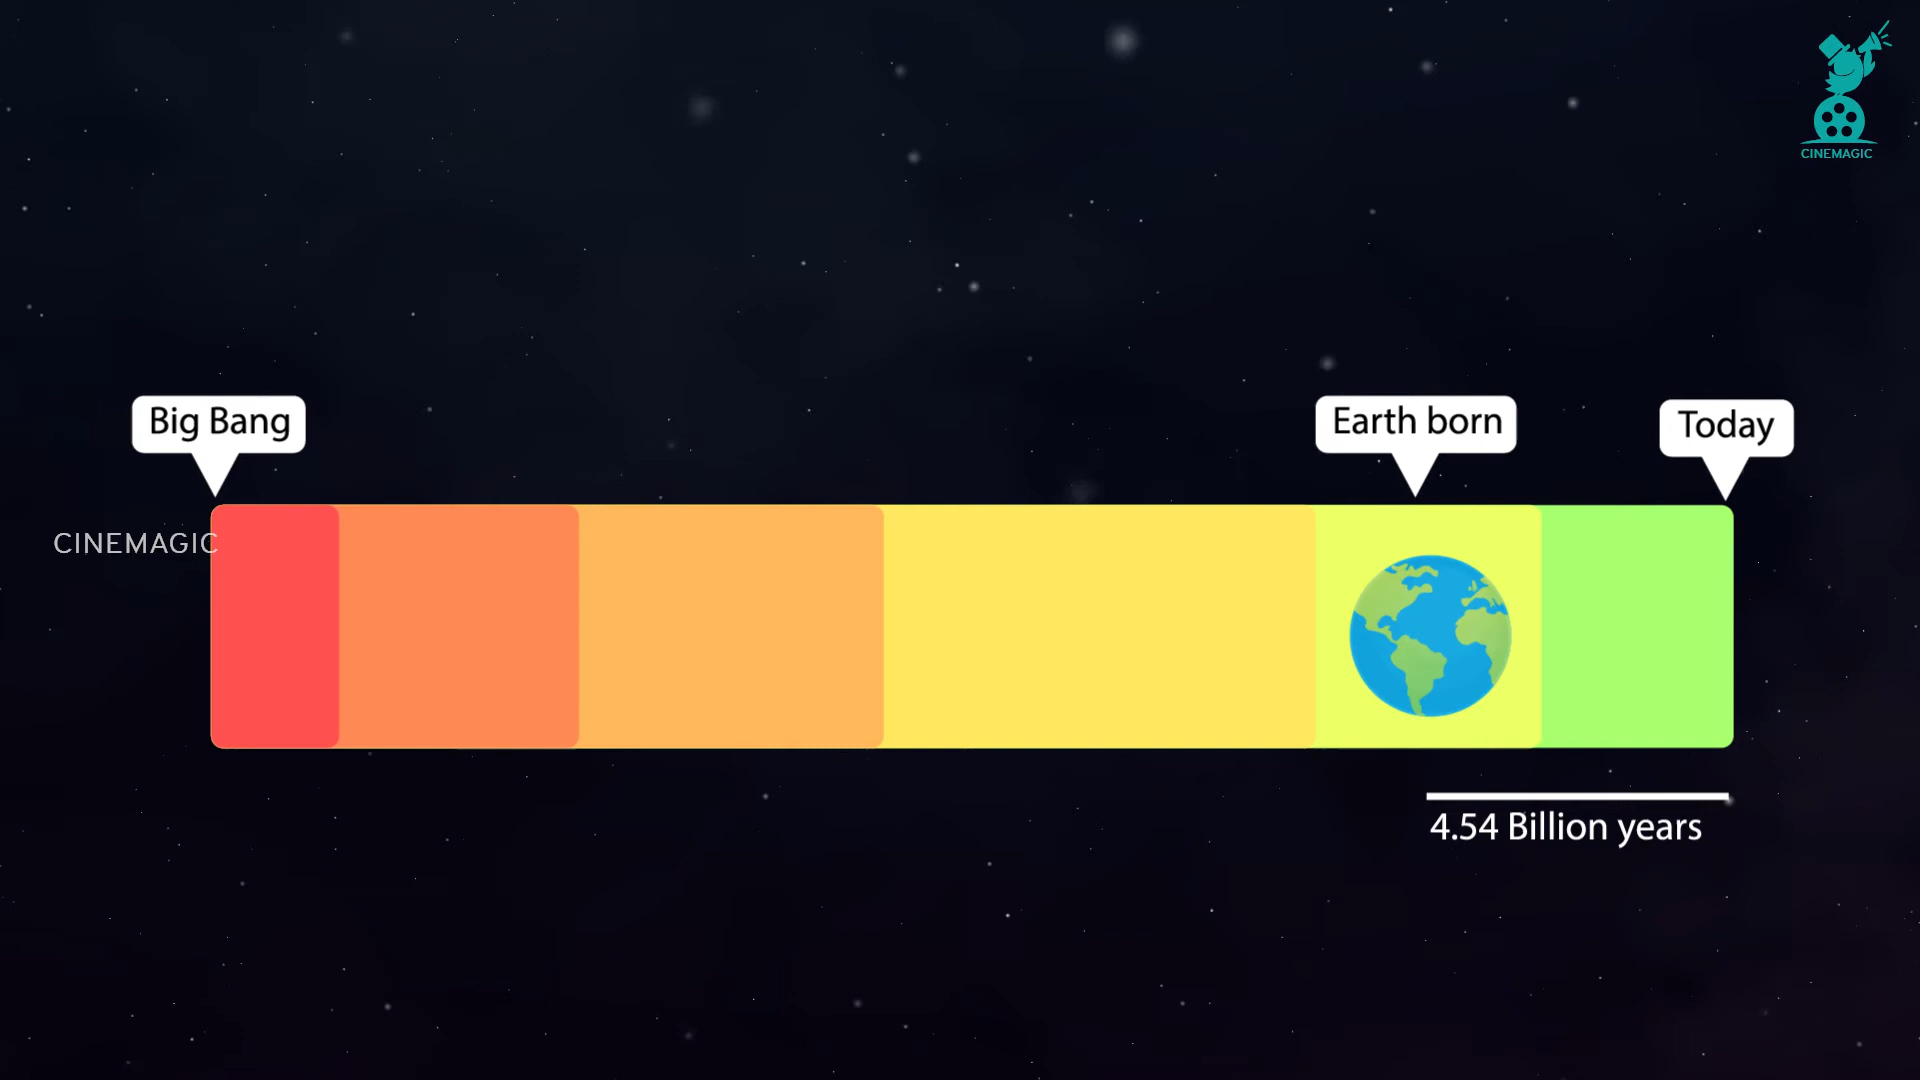 CINEMAGIC
Big Bang
Earth born
Today
CINEMAGIC
4.54 Billion years